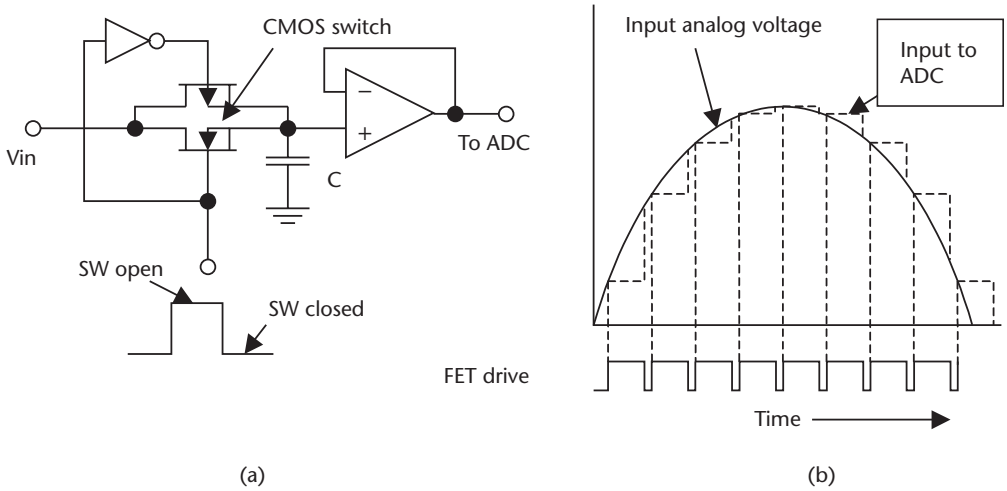 CMOS switch
−
+
Vin
To ADC
C
SW open
SW closed
FET drive
(a)
Input analog voltage
Input to
ADC
Time
(b)